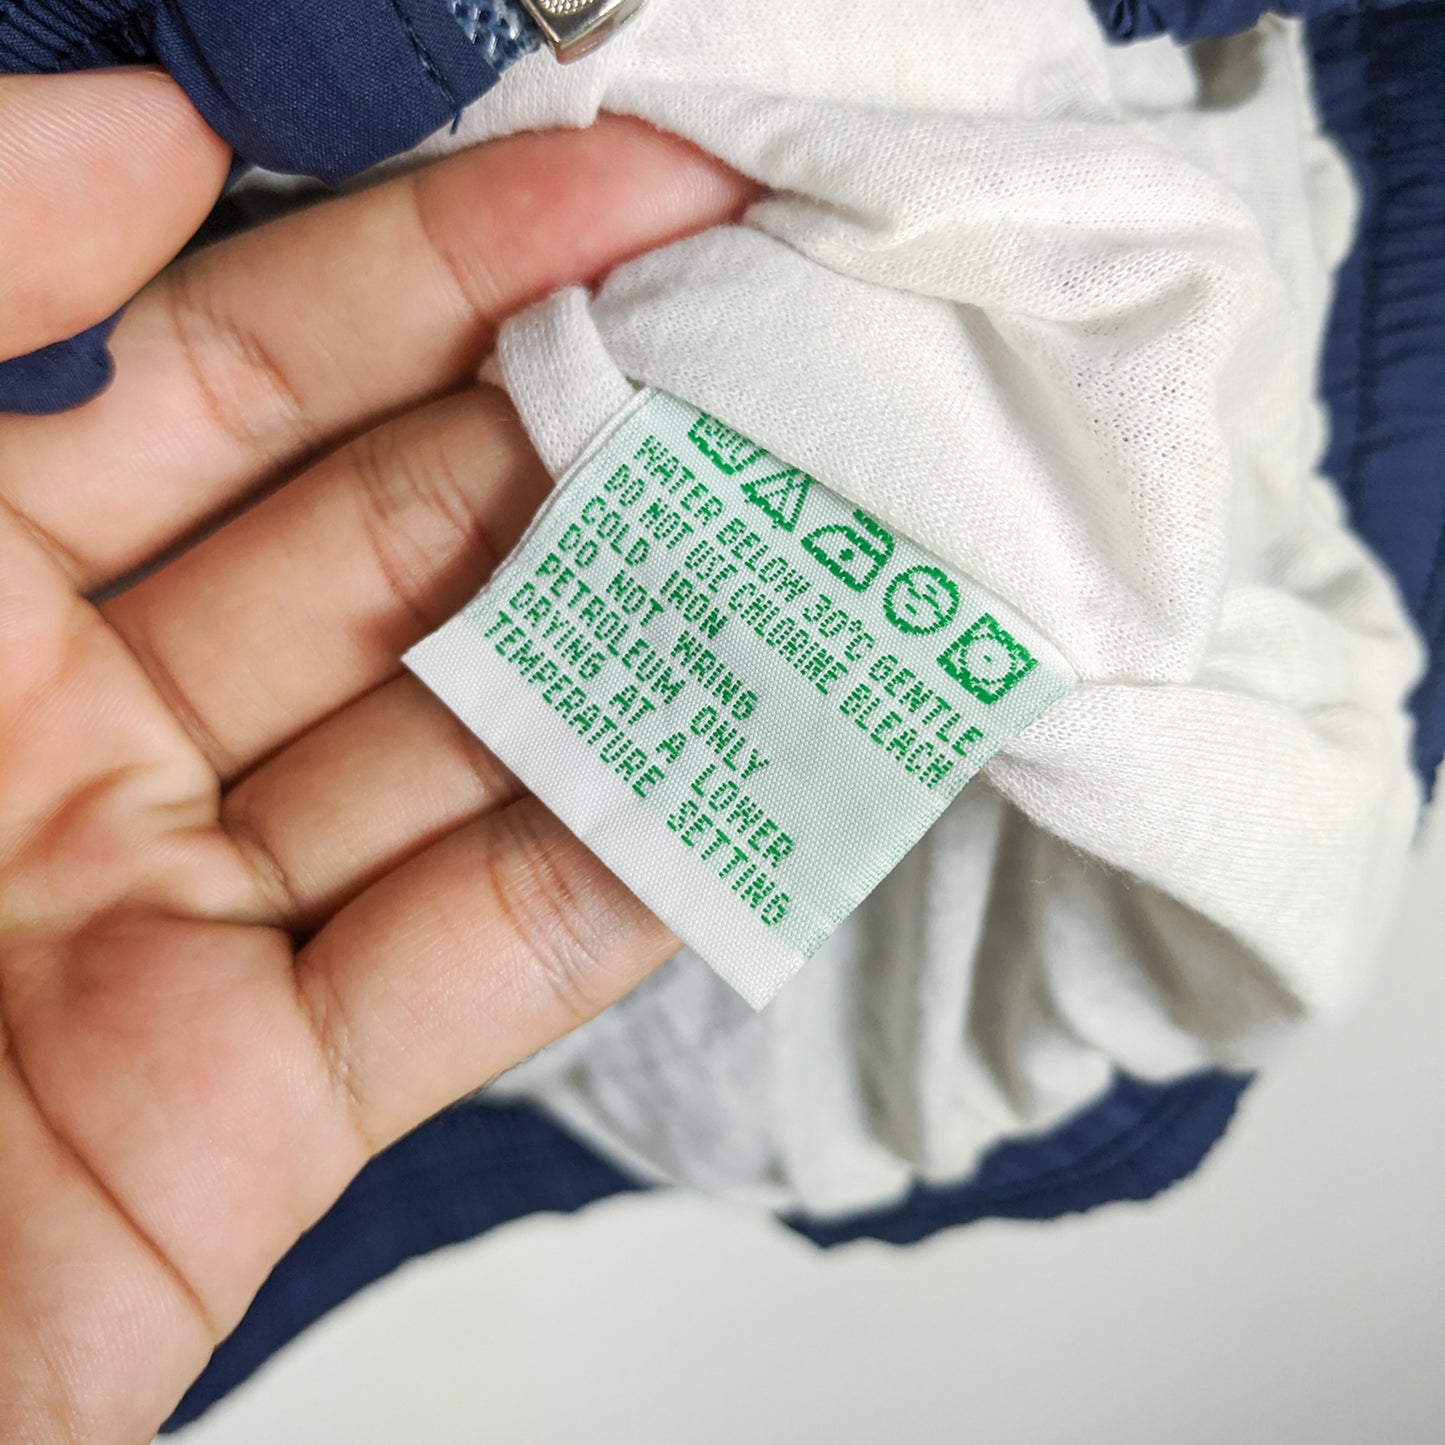 WATER BELOW 30°C GENTLE
DO NOT USE CHLORINE BLEACH
COLD IRON
DO NOT WRING
PETROLEUM ONLY
DRYING AT A LOWER
TEMPERATURE SETTING